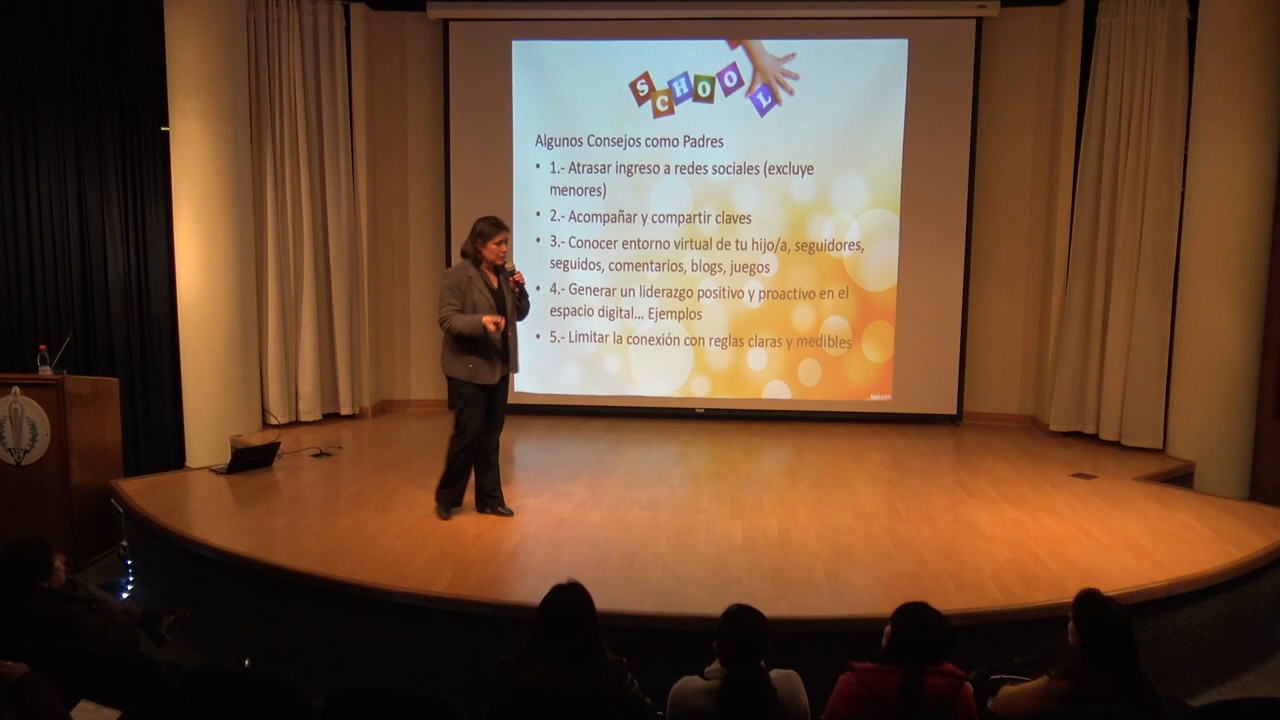 SCHOOL
Algunos Consejos como Padres
• 1.- Atrasar ingreso a redes sociales (excluye
menores)
• 2.- Acompañar y compartir claves
• 3.- Conocer entorno virtual de tu hijo/a, seguidores,
seguidos, comentarios, blogs, juegos
• 4.- Generar un liderazgo positivo y proactivo en el
espacio digital... Ejemplos
• 5.- Limitar la conexión con reglas claras y medibles